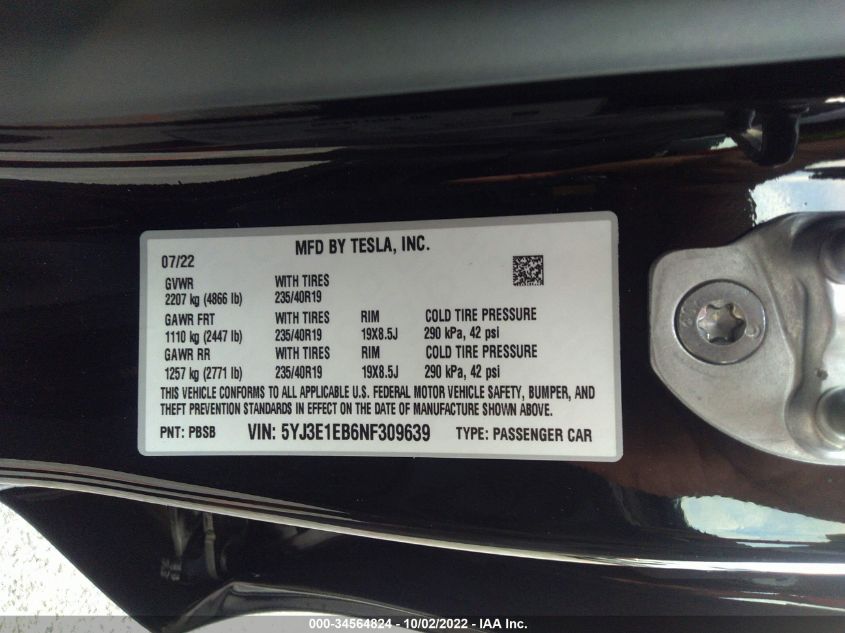 MFD BY TESLA, INC.
07/22
GVWR WITH TIRES
2207 kg (4866 lb) 235/40R19
GAWR FRT WITH TIRES RIM COLD TIRE PRESSURE
1110 kg (2447 lb) 235/40R19 19X8.5J 290 kPa, 42 psi
GAWR RR WITH TIRES RIM COLD TIRE PRESSURE
1257 kg (2771 lb) 235/40R19 19X8.5J 290 kPa, 42 psi
THIS VEHICLE CONFORMS TO ALL APPLICABLE U.S. FEDERAL MOTOR VEHICLE SAFETY, BUMPER, AND
THEFT PREVENTION STANDARDS IN EFFECT ON THE DATE OF MANUFACTURE SHOWN ABOVE.
PNT: PBSB VIN: 5YJ3E1EB6NF309639 TYPE: PASSENGER CAR
000-34564824 - 10/02/2022 - IAA Inc.